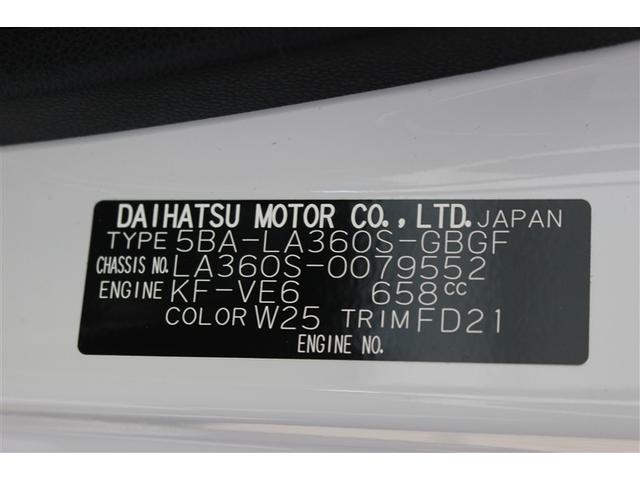 DAIHATSU MOTOR CO.,LTD. JAPAN
TYPE 5BA-LA360S-GBGF
CHASSIS NO. LA360S-0079552
ENGINE KF-VE6 658cc
COLOR W25 TRIM FD21
ENGINE NO.